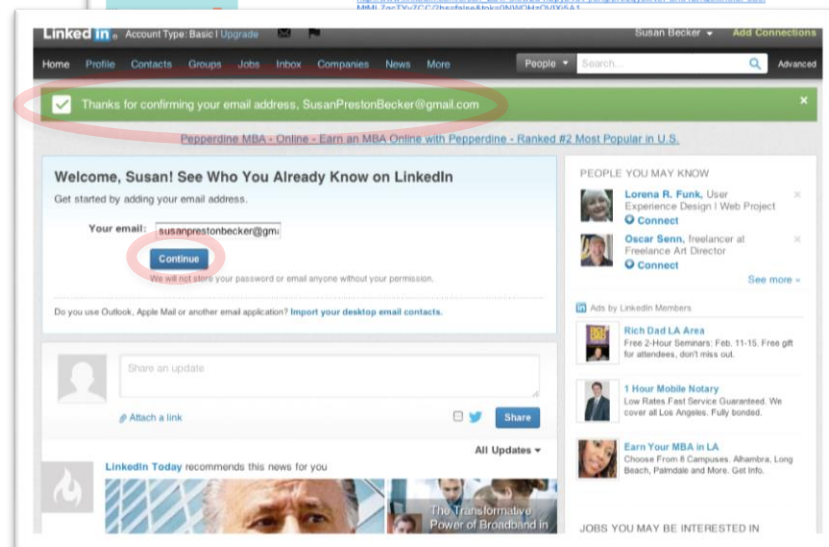 Linked in Account Type: Basic | Upgrade
Susan Becker Add Connections
Home Profile Contacts Groups Jobs Inbox Companies News More People Search... Advanced
Thanks for confirming your email address, SusanPrestonBecker@gmail.com ×
Pepperdine MBA - Online - Earn an MBA Online with Pepperdine - Ranked #2 Most Popular in U.S.
Welcome, Susan! See Who You Already Know on LinkedIn
Get started by adding your email address.
Your email: susanprestonbecker@gm
Continue
We will not store your password or email anyone without your permission.
Do you use Outlook, Apple Mail or another email application? Import your desktop email contacts.
Share an update
Attach a link
Share
All Updates
LinkedIn Today recommends this news for you
The Transformative
Power of Broadband in
PEOPLE YOU MAY KNOW
Lorena R. Funk, User ×
Experience Design I Web Project
Connect
Oscar Senn, freelancer at ×
Freelance Art Director
Connect
See more »
in Ads by LinkedIn Members
Rich Dad LA Area
Free 2-Hour Seminars: Feb. 11-15. Free gift
for attendees, don't miss out.
1 Hour Mobile Notary
Low Rates Fast Service Guaranteed. We
cover all Los Angeles. Fully bonded.
Earn Your MBA in LA
Choose From 6 Campuses. Alhambra, Long
Beach, Palmdale and More. Get Info.
JOBS YOU MAY BE INTERESTED IN